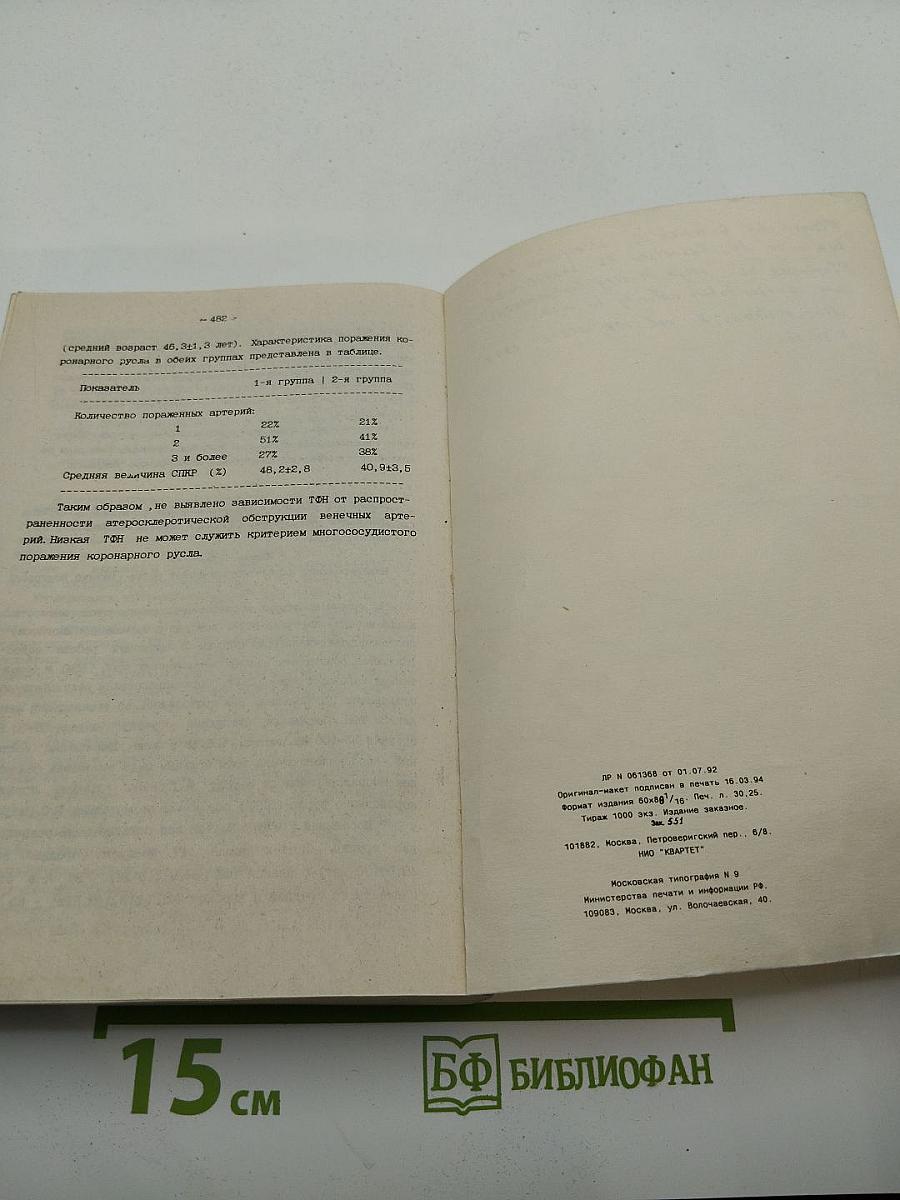 - 482 -
(средний возраст 46,3±1,3 лет). Характеристика поражения ко-
ронарного русла в обеих группах представлена в таблице.
Показатель 1-я группа | 2-я группа
Количество пораженных артерий:
1 22% 21%
2 51% 41%
3 и более 27% 38%
Средняя величина СПКР (%) 48,2±2,8 40,9±3,5
Таким образом ,не выявлено зависимости ТФН от распрост-
раненности атеросклеротической обструкции венечных арте-
рий. Низкая ТФН не может служить критерием многососудистого
поражения коронарного русла.
ЛР N 061368 от 01.07.92
Оригинал-макет подписан в печать 16.03.94
Формат издания 60x88 1/16. Печ. л. 30,25.
Тираж 1000 экз. Издание заказное.
Зак. 551
101882, Москва, Петроверигский пер., 6/8.
НИО "КВАРТЕТ"
Московская типография N 9
Министерства печати и информации РФ.
109083, Москва, ул. Волочаевская, 40.
15 см
БФ БИБЛИОФАН